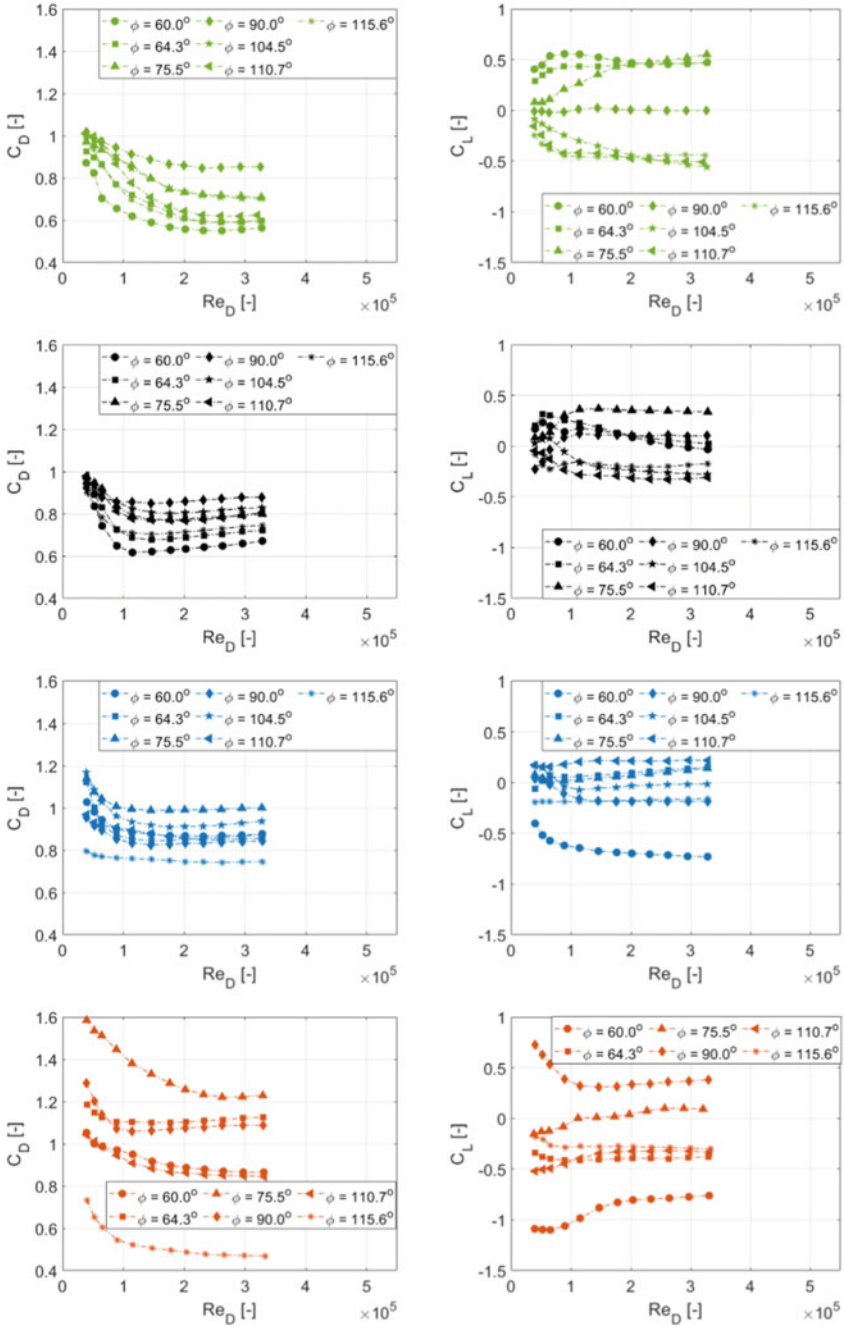 1.6
1.4
1.2
1
0.8
0.6
0.4
C_D [-]
ϕ = 60.0° ϕ = 90.0° ϕ = 115.6°
ϕ = 64.3° ϕ = 104.5°
ϕ = 75.5° ϕ = 110.7°
0 1 2 3 4 5
Re_D [-] ×10^5
1
0.5
0
-0.5
-1
-1.5
C_L [-]
ϕ = 60.0° ϕ = 90.0° ϕ = 115.6°
ϕ = 64.3° ϕ = 104.5°
ϕ = 75.5° ϕ = 110.7°
0 1 2 3 4 5
Re_D [-] ×10^5
1.6
1.4
1.2
1
0.8
0.6
0.4
C_D [-]
ϕ = 60.0° ϕ = 90.0° ϕ = 115.6°
ϕ = 64.3° ϕ = 104.5°
ϕ = 75.5° ϕ = 110.7°
0 1 2 3 4 5
Re_D [-] ×10^5
1
0.5
0
-0.5
-1
-1.5
C_L [-]
ϕ = 60.0° ϕ = 90.0° ϕ = 115.6°
ϕ = 64.3° ϕ = 104.5°
ϕ = 75.5° ϕ = 110.7°
0 1 2 3 4 5
Re_D [-] ×10^5
1.6
1.4
1.2
1
0.8
0.6
0.4
C_D [-]
ϕ = 60.0° ϕ = 90.0° ϕ = 115.6°
ϕ = 64.3° ϕ = 104.5°
ϕ = 75.5° ϕ = 110.7°
0 1 2 3 4 5
Re_D [-] ×10^5
1
0.5
0
-0.5
-1
-1.5
C_L [-]
ϕ = 60.0° ϕ = 90.0° ϕ = 115.6°
ϕ = 64.3° ϕ = 104.5°
ϕ = 75.5° ϕ = 110.7°
0 1 2 3 4 5
Re_D [-] ×10^5
1.6
1.4
1.2
1
0.8
0.6
0.4
C_D [-]
ϕ = 60.0° ϕ = 75.5° ϕ = 110.7°
ϕ = 64.3° ϕ = 90.0° ϕ = 115.6°
0 1 2 3 4 5
Re_D [-] ×10^5
1
0.5
0
-0.5
-1
-1.5
C_L [-]
ϕ = 60.0° ϕ = 75.5° ϕ = 110.7°
ϕ = 64.3° ϕ = 90.0° ϕ = 115.6°
0 1 2 3 4 5
Re_D [-] ×10^5